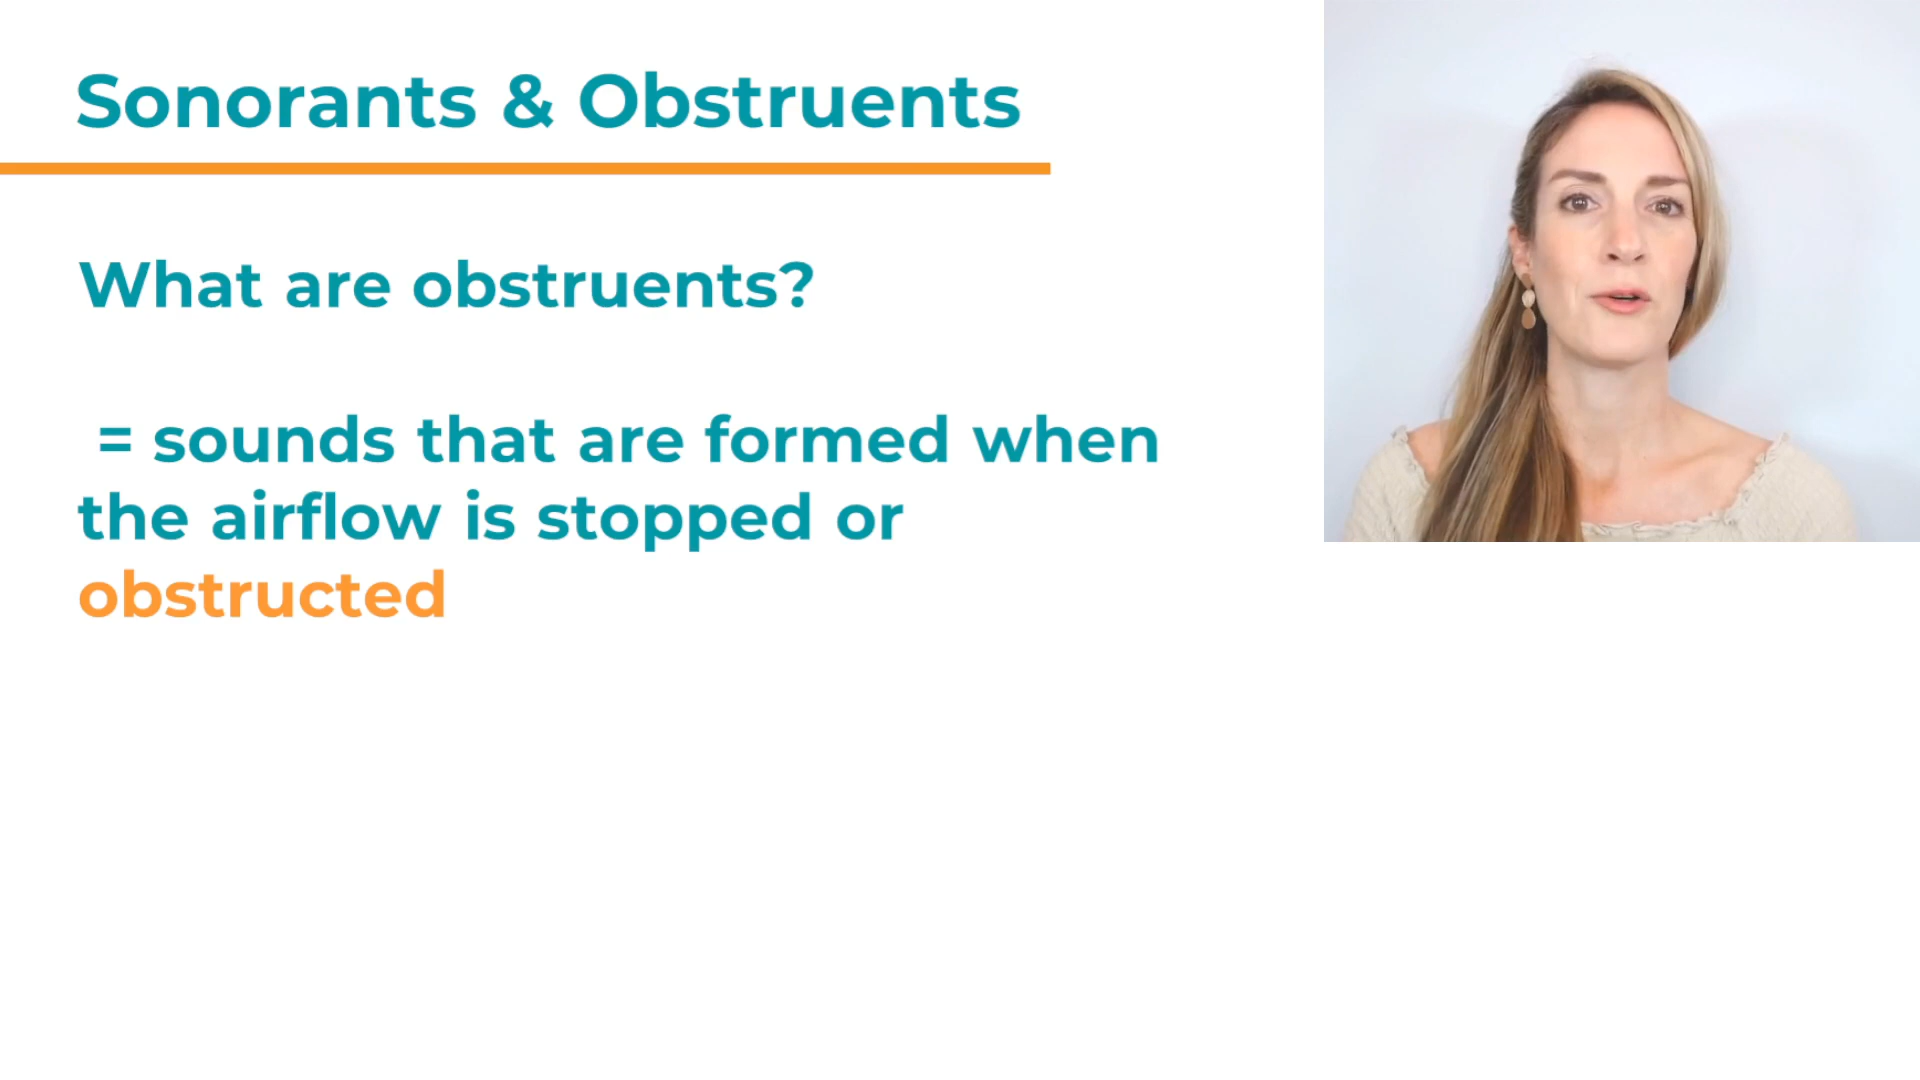 Sonorants & Obstruents
What are obstruents?
= sounds that are formed when
the airflow is stopped or
obstructed